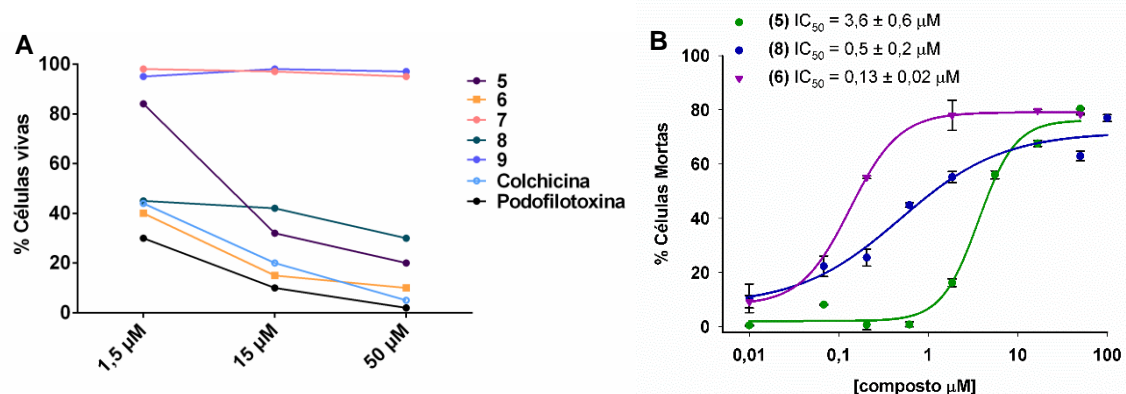 A
% Células vivas
100
80
60
40
20
0
1,5 µM
15 µM
50 µM
5
6
7
8
9
Colchicina
Podofilotoxina
B
(5) IC50 = 3,6 ± 0,6 µM
(8) IC50 = 0,5 ± 0,2 µM
(6) IC50 = 0,13 ± 0,02 µM
% Células Mortas
100
80
60
40
20
0
0,01
0,1
1
10
100
[composto µM]